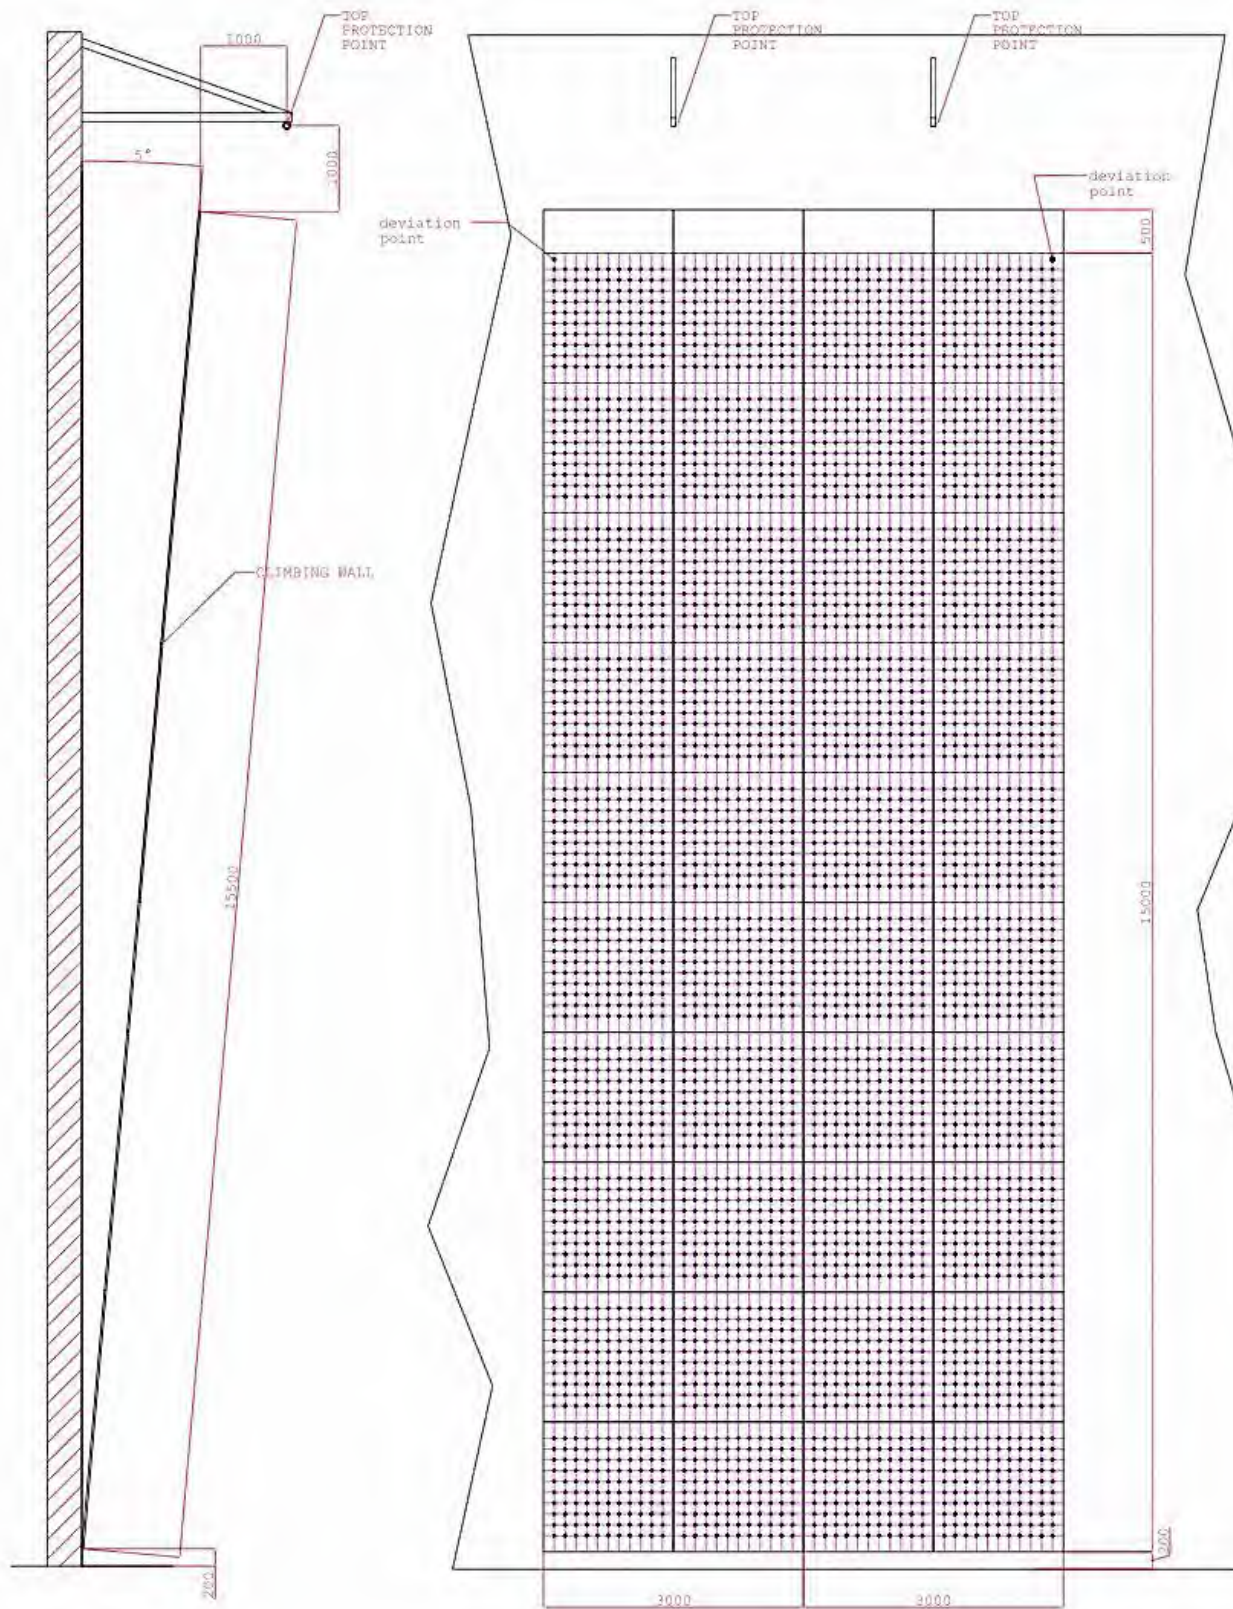 TOP
PROTECTION
POINT
1000
1000
5°
CLIMBING WALL
15500
200
TOP
PROTECTION
POINT
TOP
PROTECTION
POINT
deviation
point
deviation
point
500
15000
200
3000
3000